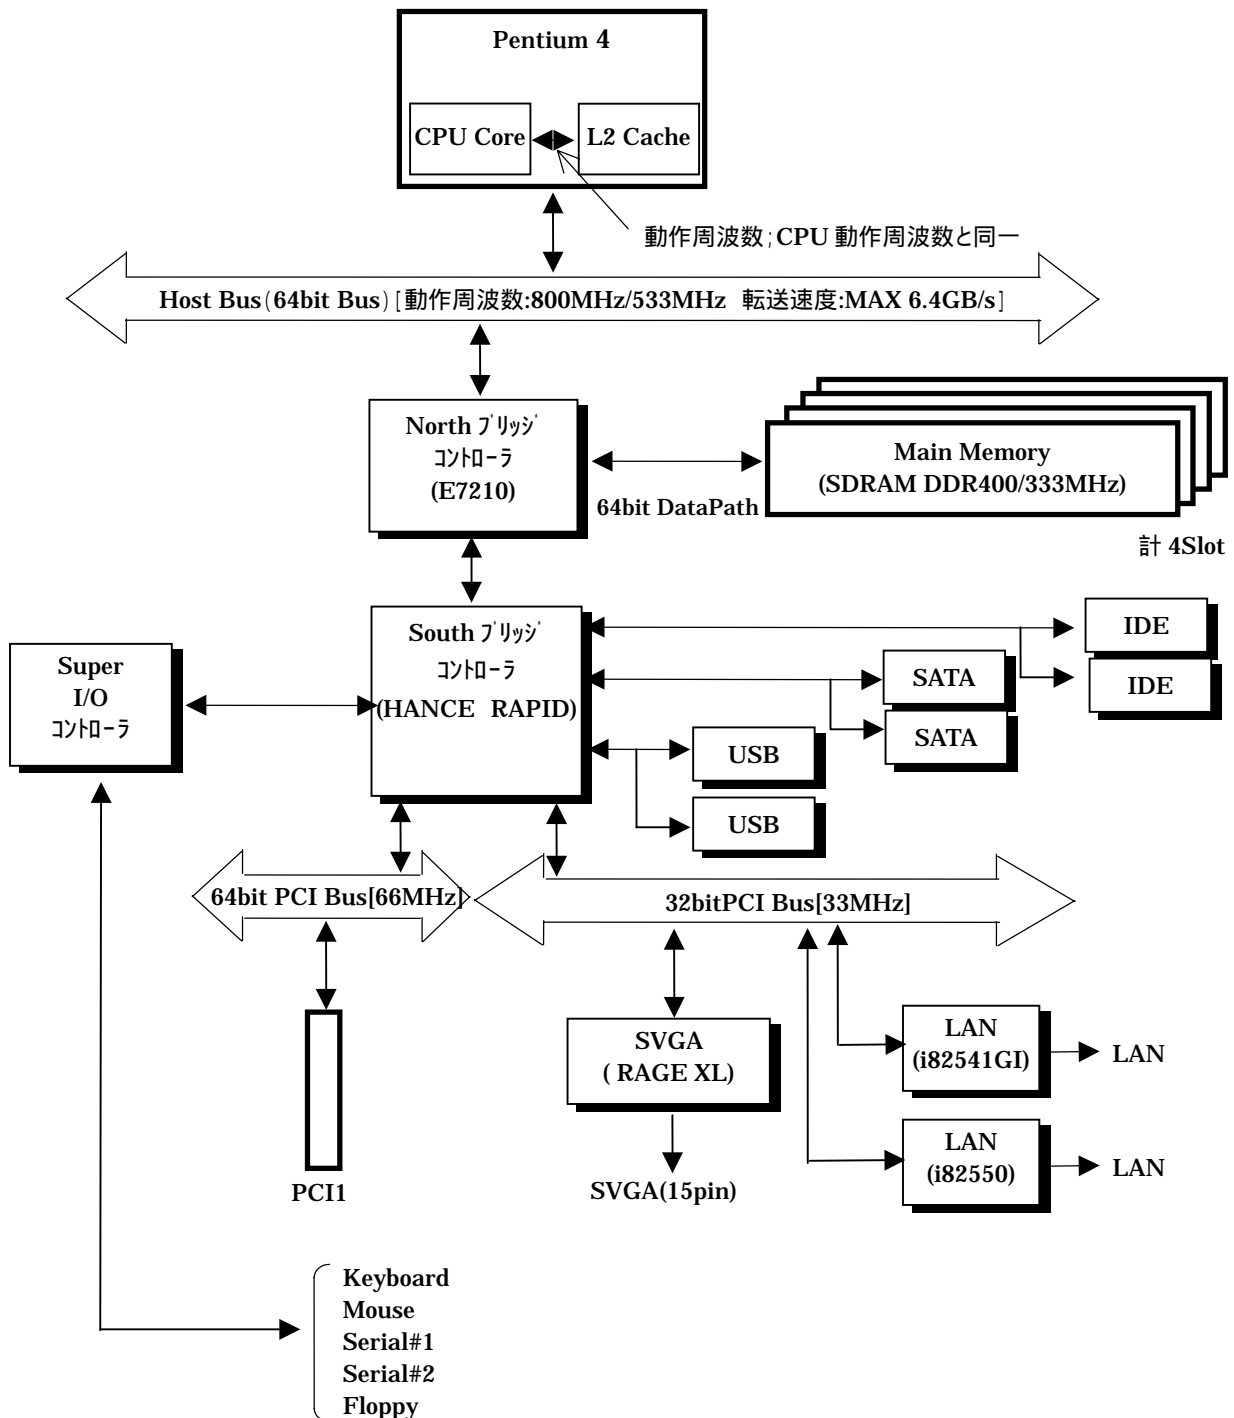 Pentium 4
CPU Core
L2 Cache
動作周波数;CPU 動作周波数と同一
Host Bus(64bit Bus)[動作周波数:800MHz/533MHz 転送速度:MAX 6.4GB/s]
North ﾌﾞﾘｯｼﾞ
ｺﾝﾄﾛｰﾗ
(E7210)
Main Memory
(SDRAM DDR400/333MHz)
64bit DataPath
計 4Slot
South ﾌﾞﾘｯｼﾞ
ｺﾝﾄﾛｰﾗ
(HANCE RAPID)
Super
I/O
ｺﾝﾄﾛｰﾗ
IDE
IDE
SATA
SATA
USB
USB
64bit PCI Bus[66MHz]
32bitPCI Bus[33MHz]
PCI1
SVGA
( RAGE XL)
SVGA(15pin)
LAN
(i82541GI)
LAN
LAN
(i82550)
LAN
Keyboard
Mouse
Serial#1
Serial#2
Floppy